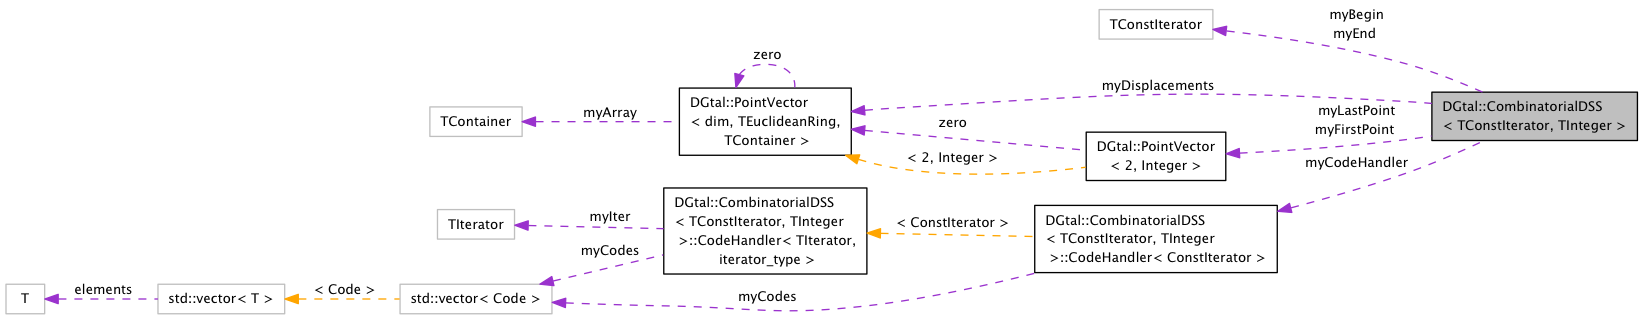 myBegin
myEnd
TConstIterator
zero
myDisplacements
DGtal::PointVector
< dim, TEuclideanRing,
TContainer >
DGtal::CombinatorialDSS
< TConstIterator, TInteger >
myArray
TContainer
zero
myLastPoint
myFirstPoint
DGtal::PointVector
< 2, Integer >
< 2, Integer >
myCodeHandler
DGtal::CombinatorialDSS
< TConstIterator, TInteger
>::CodeHandler< TIterator,
iterator_type >
myIter
TIterator
< ConstIterator >
DGtal::CombinatorialDSS
< TConstIterator, TInteger
>::CodeHandler< ConstIterator >
myCodes
T
elements
std::vector< T >
< Code >
std::vector< Code >
myCodes